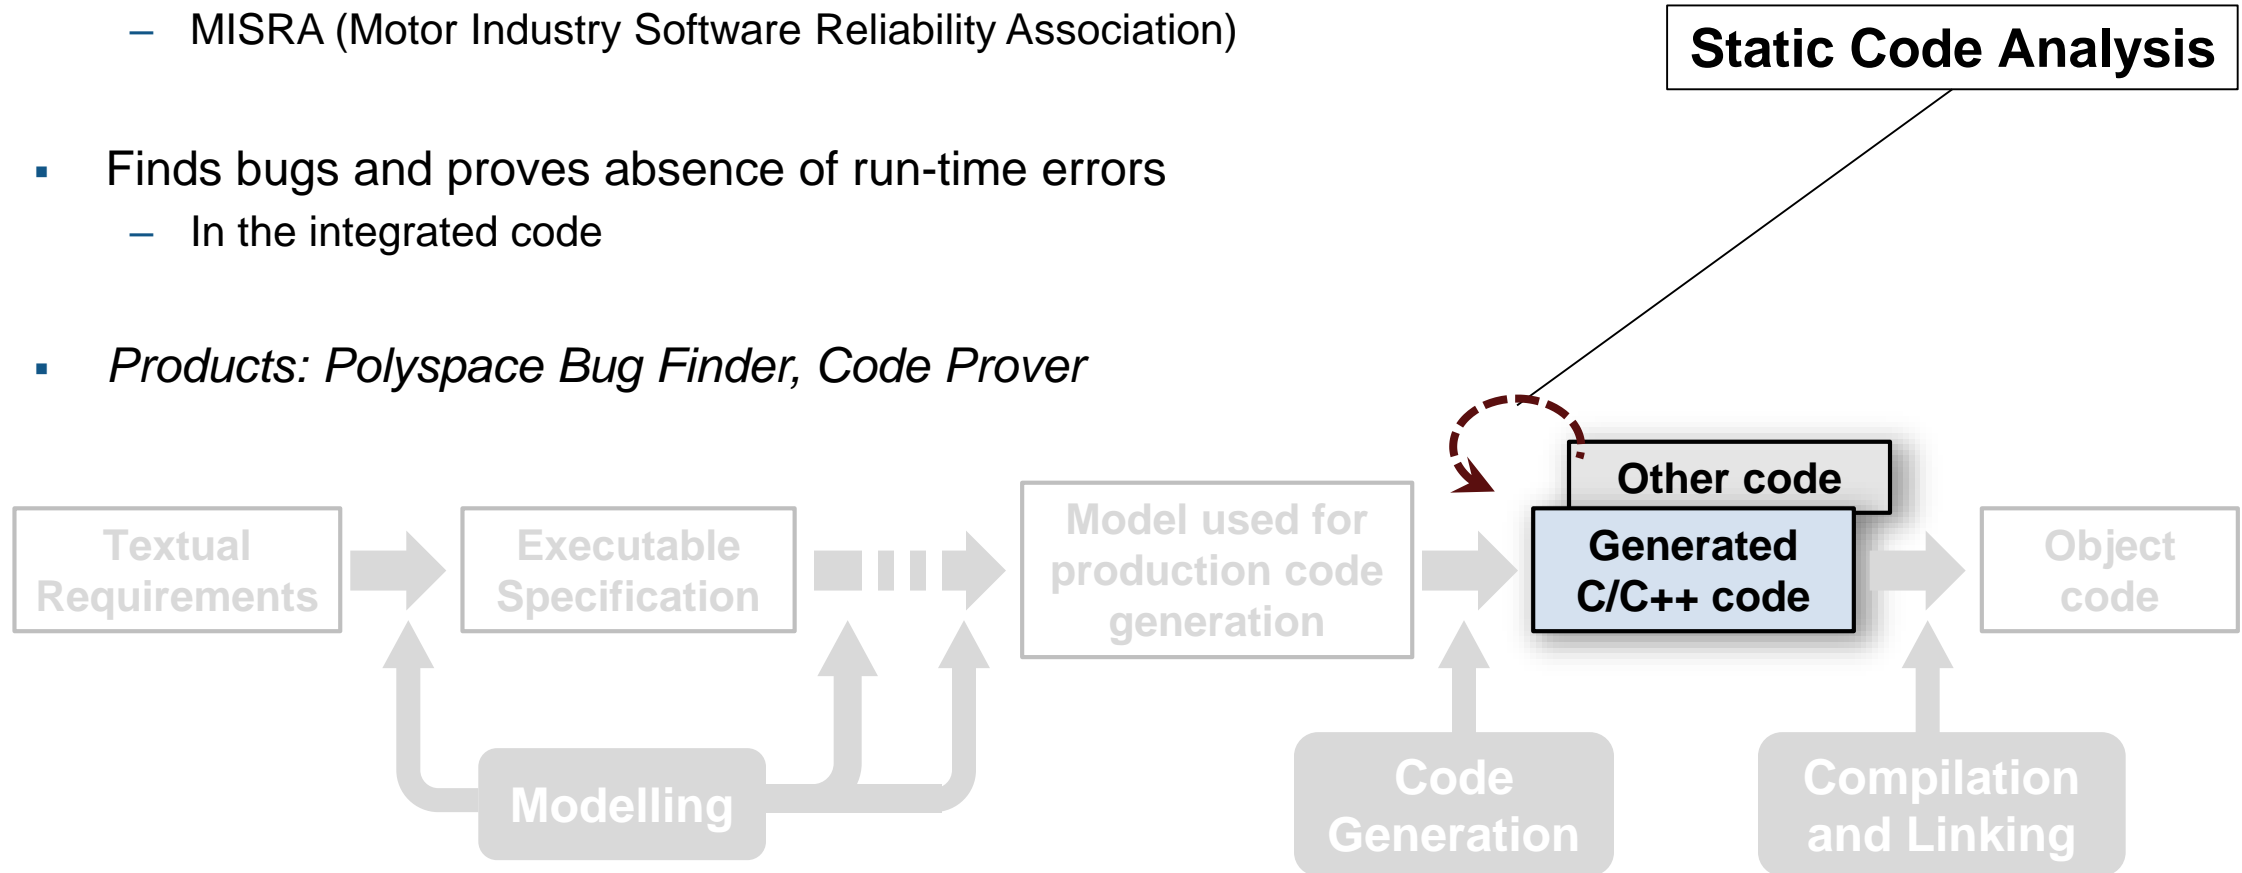 – MISRA (Motor Industry Software Reliability Association)
Static Code Analysis
▪ Finds bugs and proves absence of run-time errors
– In the integrated code
▪ Products: Polyspace Bug Finder, Code Prover
Other code
Textual
Requirements
Executable
Specification
Model used for
production code
generation
Generated
C/C++ code
Object
code
Modelling
Code
Generation
Compilation
and Linking